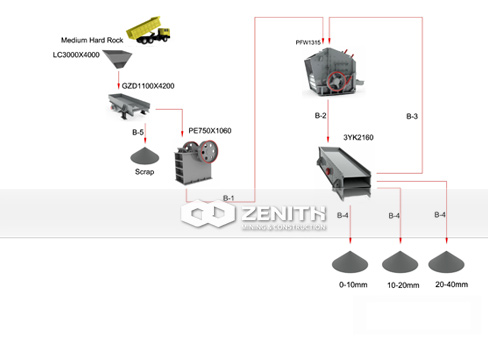 Medium Hard Rock
LC3000X4000
GZD1100X4200
B-5
Scrap
PE750X1060
B-1
PFW1315
B-2
B-3
3YK2160
ZENITH
MINING & CONSTRUCTION
B-4
B-4
B-4
0-10mm
10-20mm
20-40mm